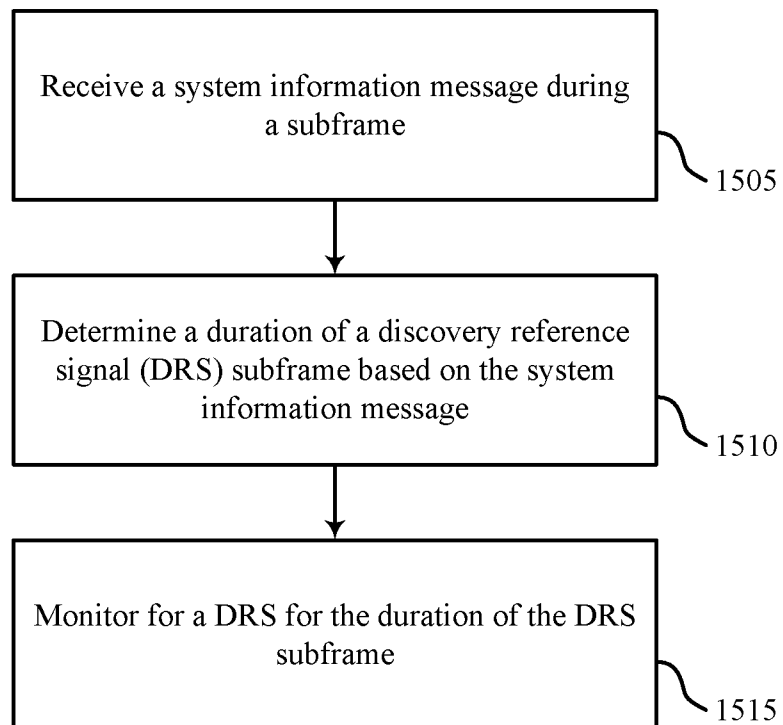 Receive a system information message during
a subframe
1505
Determine a duration of a discovery reference
signal (DRS) subframe based on the system
information message
1510
Monitor for a DRS for the duration of the DRS
subframe
1515